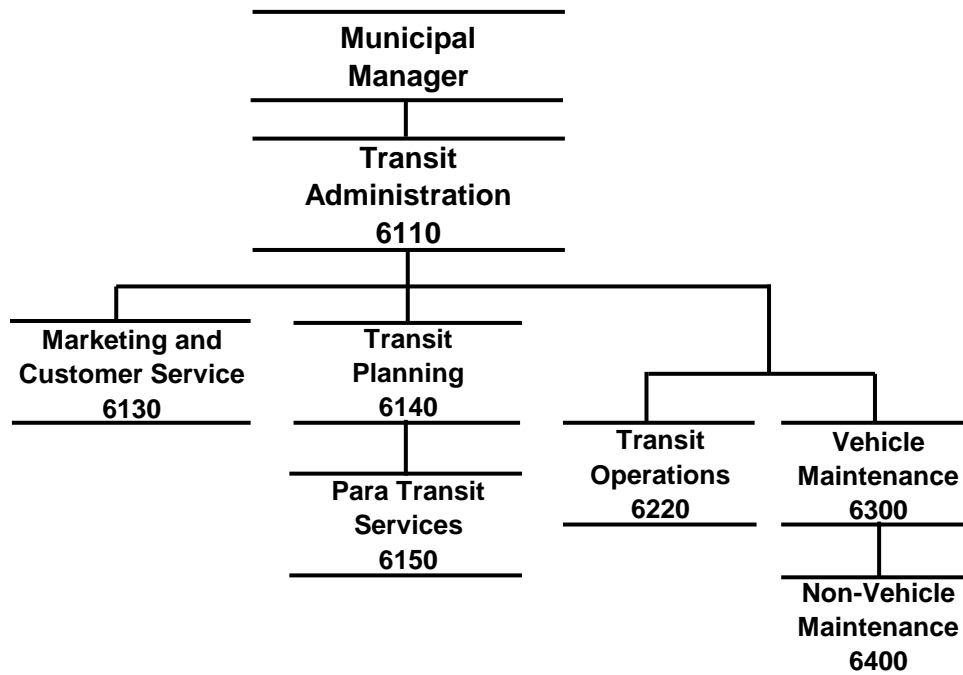 Municipal
Manager
Transit
Administration
6110
Marketing and
Customer Service
6130
Transit
Planning
6140
Para Transit
Services
6150
Transit
Operations
6220
Vehicle
Maintenance
6300
Non-Vehicle
Maintenance
6400